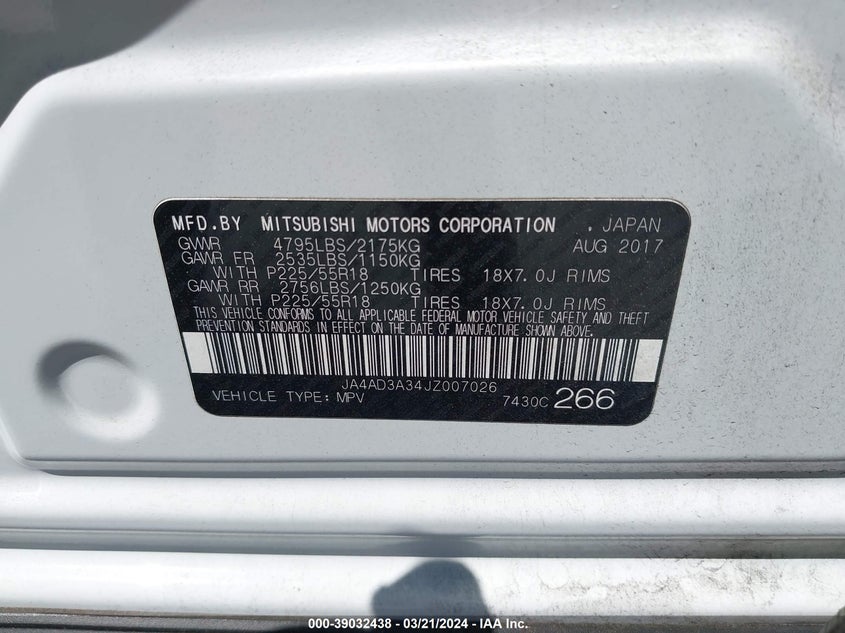 MFD.BY MITSUBISHI MOTORS CORPORATION . JAPAN
GVWR 4795LBS/2175KG AUG 2017
GAWR FR 2535LBS/1150KG
WITH P225/55R18 TIRES 18X7.0J RIMS
GAWR RR 2756LBS/1250KG
WITH P225/55R18 TIRES 18X7.0J RIMS
THIS VEHICLE CONFORMS TO ALL APPLICABLE FEDERAL MOTOR VEHICLE SAFETY AND THEFT
PREVENTION STANDARDS IN EFFECT ON THE DATE OF MANUFACTURE SHOWN ABOVE.
JA4AD3A34JZ007026
VEHICLE TYPE: MPV 7430C 266
000-39032438 - 03/21/2024 - IAA Inc.